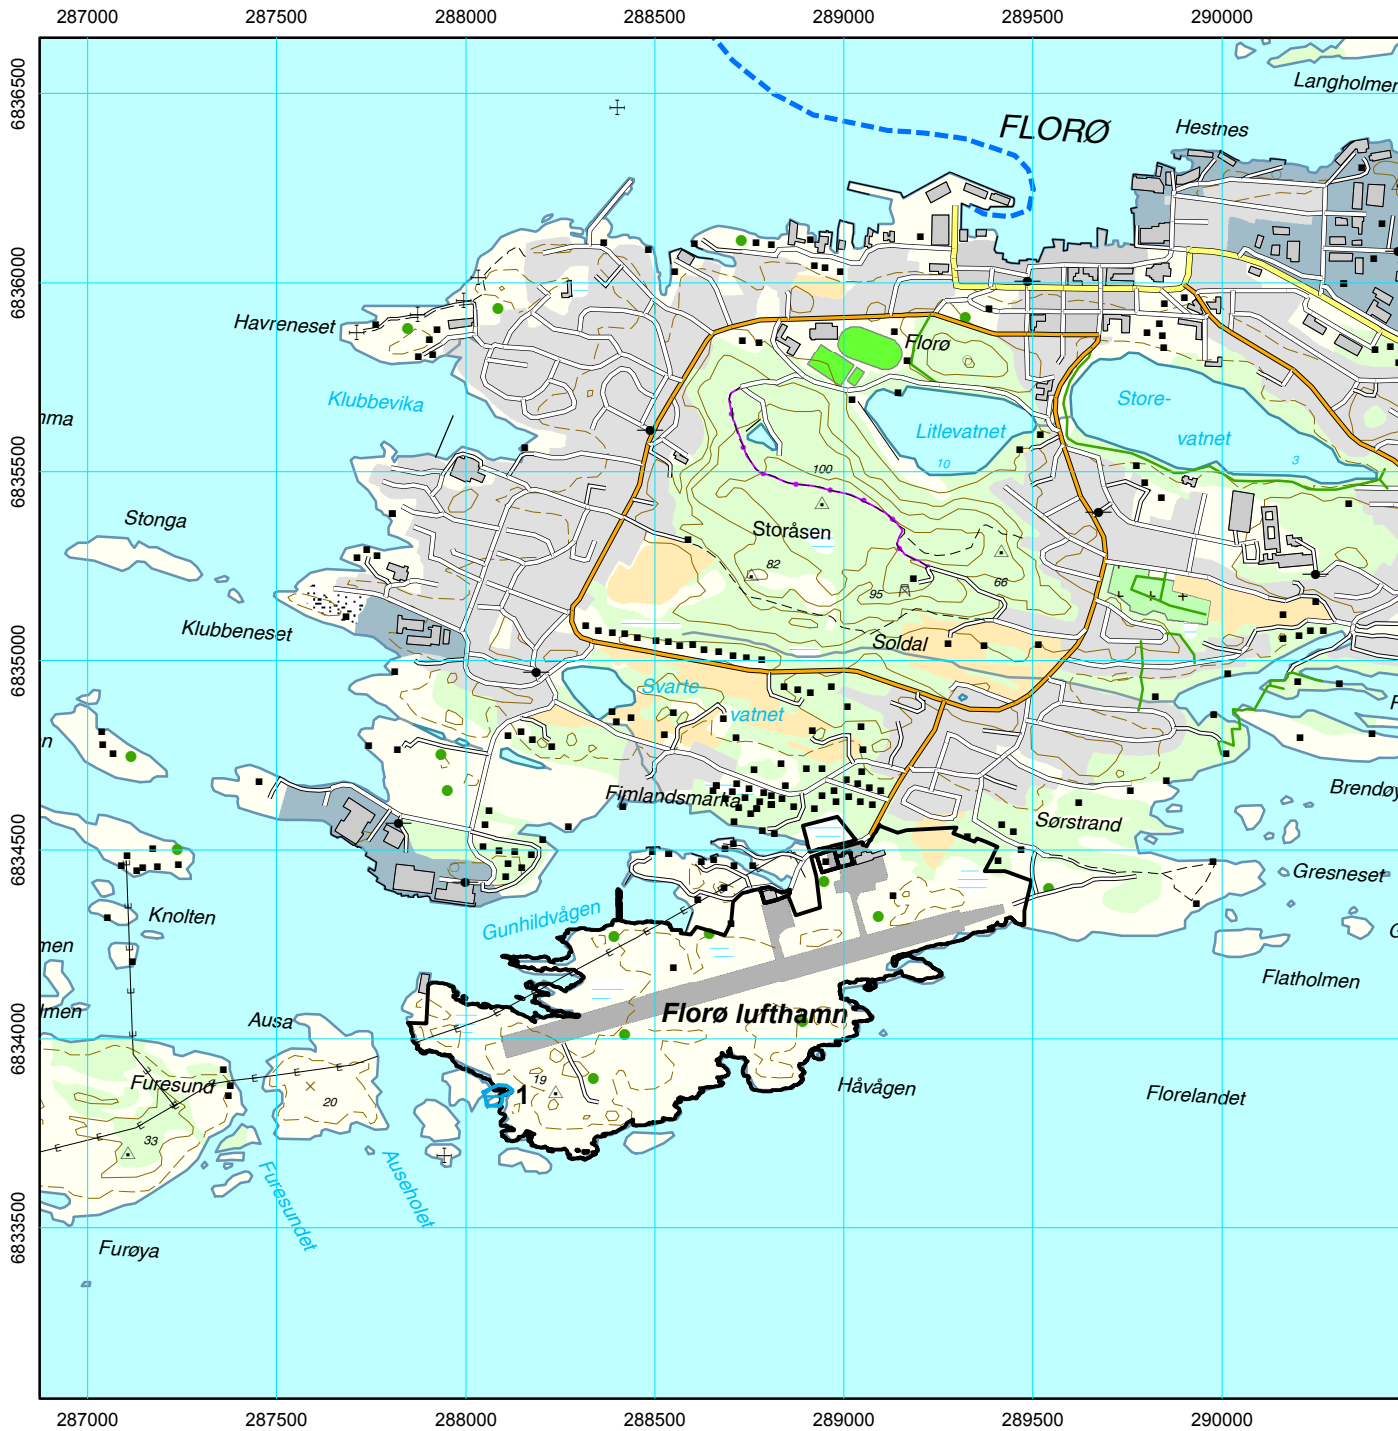 287000 287500 288000 288500 289000 289500 290000
6836500
Langholmen
FLORØ
Hestnes
6836000
Havreneset
Florø
Klubbevika
Store-
mma
Litlevatnet
vatnet
10
3
100
6835500
Stonga
Storåsen
82
66
95
Klubbeneset
Soldal
6835000
Svarte-
vatnet
n
Brendøy
Fimlandsmarka
Sørstrand
6834500
Gresneset
Knolten
Gunhildvågen
men
Flatholmen
lmen
Ausa
Florø lufthamn
6834000
Furesund
19
1
Håvågen
Florelandet
20
33
Furesundet
Auseholet
6833500
Furøya
287000 287500 288000 288500 289000 289500 290000